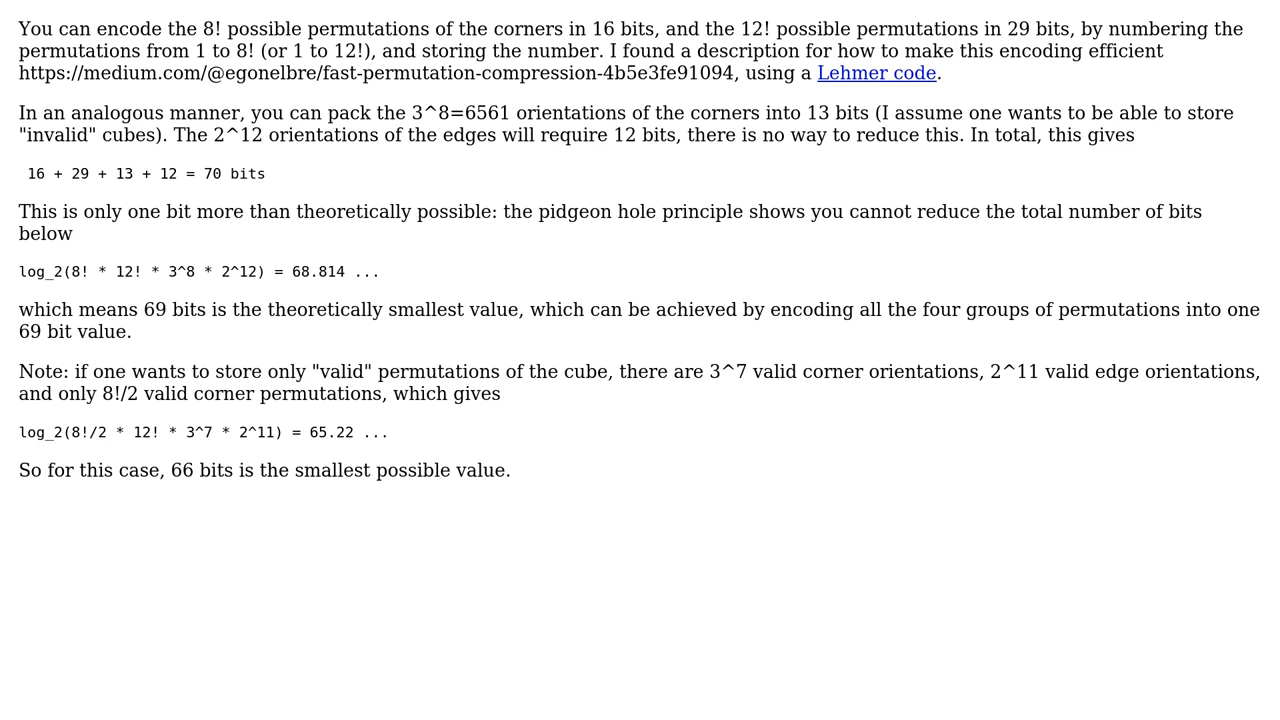 You can encode the 8! possible permutations of the corners in 16 bits, and the 12! possible permutations in 29 bits, by numbering the
permutations from 1 to 8! (or 1 to 12!), and storing the number. I found a description for how to make this encoding efficient
https://medium.com/@egonelbre/fast-permutation-compression-4b5e3fe91094, using a Lehmer code.
In an analogous manner, you can pack the 3^8=6561 orientations of the corners into 13 bits (I assume one wants to be able to store
"invalid" cubes). The 2^12 orientations of the edges will require 12 bits, there is no way to reduce this. In total, this gives
16 + 29 + 13 + 12 = 70 bits
This is only one bit more than theoretically possible: the pidgeon hole principle shows you cannot reduce the total number of bits
below
log_2(8! * 12! * 3^8 * 2^12) = 68.814 ...
which means 69 bits is the theoretically smallest value, which can be achieved by encoding all the four groups of permutations into one
69 bit value.
Note: if one wants to store only "valid" permutations of the cube, there are 3^7 valid corner orientations, 2^11 valid edge orientations,
and only 8!/2 valid corner permutations, which gives
log_2(8!/2 * 12! * 3^7 * 2^11) = 65.22 ...
So for this case, 66 bits is the smallest possible value.